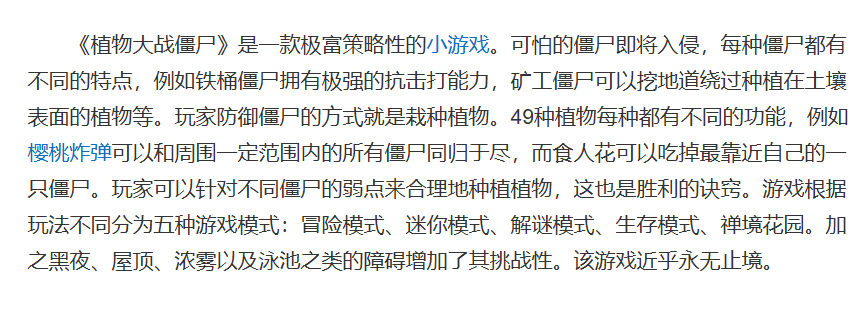 《植物大战僵尸》是一款极富策略性的小游戏。可怕的僵尸即将入侵，每种僵尸都有
不同的特点，例如铁桶僵尸拥有极强的抗击打能力，矿工僵尸可以挖地道绕过种植在土壤
表面的植物等。玩家防御僵尸的方式就是栽种植物。49种植物每种都有不同的功能，例如
樱桃炸弹可以和周围一定范围内的所有僵尸同归于尽，而食人花可以吃掉最靠近自己的一
只僵尸。玩家可以针对不同僵尸的弱点来合理地种植植物，这也是胜利的诀窍。游戏根据
玩法不同分为五种游戏模式：冒险模式、迷你模式、解谜模式、生存模式、禅境花园。加
之黑夜、屋顶、浓雾以及泳池之类的障碍增加了其挑战性。该游戏近乎永无止境。